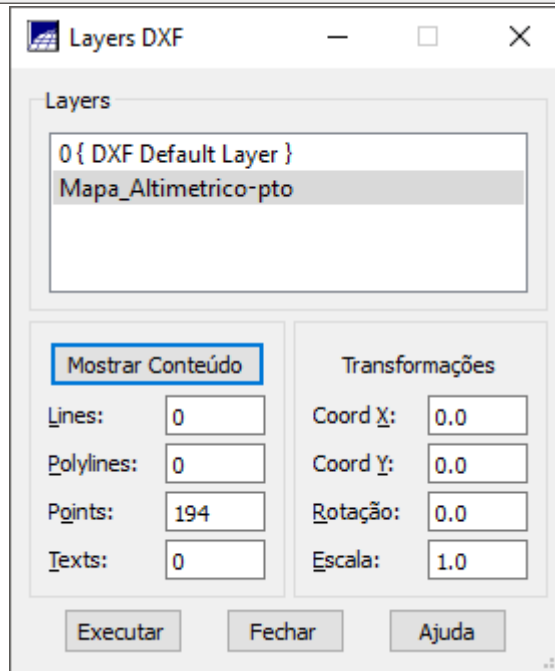 Layers DXF
Layers
0 { DXF Default Layer }
Mapa_Altimetrico-pto
Mostrar Conteúdo
Lines: 0
Polylines: 0
Points: 194
Texts: 0
Transformações
Coord X: 0.0
Coord Y: 0.0
Rotação: 0.0
Escala: 1.0
Executar Fechar Ajuda